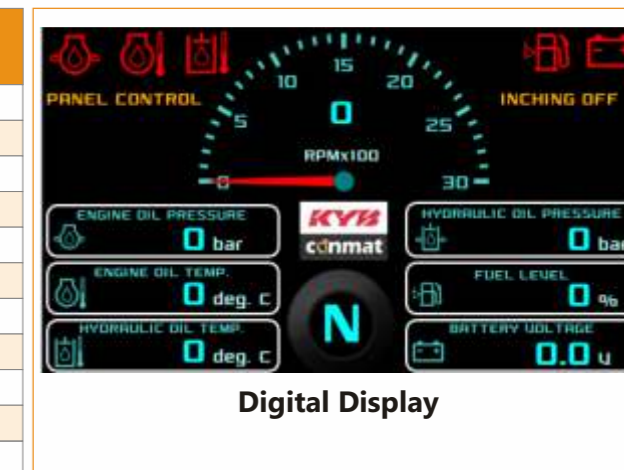 PANEL CONTROL
INCHING OFF
0
5
10
15
20
25
30
0
RPMx100
ENGINE OIL PRESSURE
0 bar
ENGINE OIL TEMP.
0 deg. C
HYDRAULIC OIL TEMP.
0 deg. C
KYB
conmat
N
HYDRAULIC OIL PRESSURE
0 bar
FUEL LEVEL
0 %
BATTERY VOLTAGE
0.0 v
Digital Display